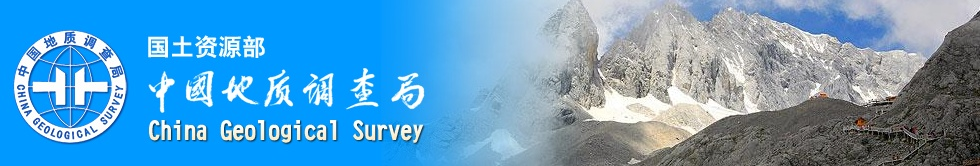 中国地质调查局
CHINA GEOLOGICAL SURVEY
国土资源部
中國地质调查局
China Geological Survey